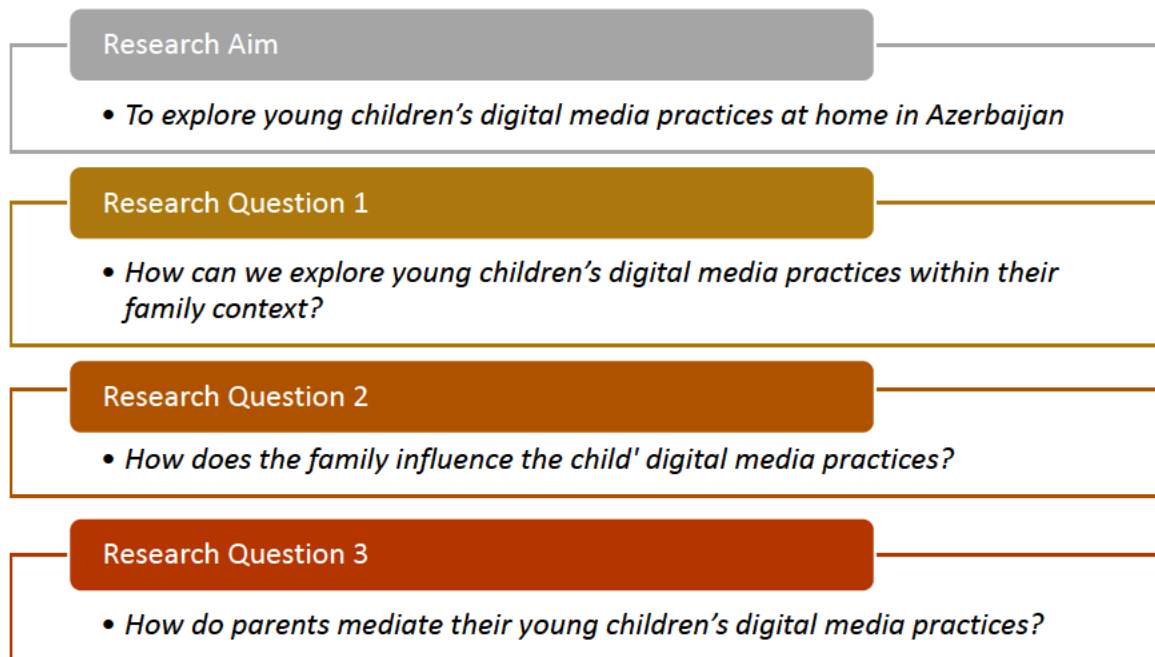 Research Aim
• To explore young children’s digital media practices at home in Azerbaijan
Research Question 1
• How can we explore young children’s digital media practices within their
family context?
Research Question 2
• How does the family influence the child' digital media practices?
Research Question 3
• How do parents mediate their young children’s digital media practices?